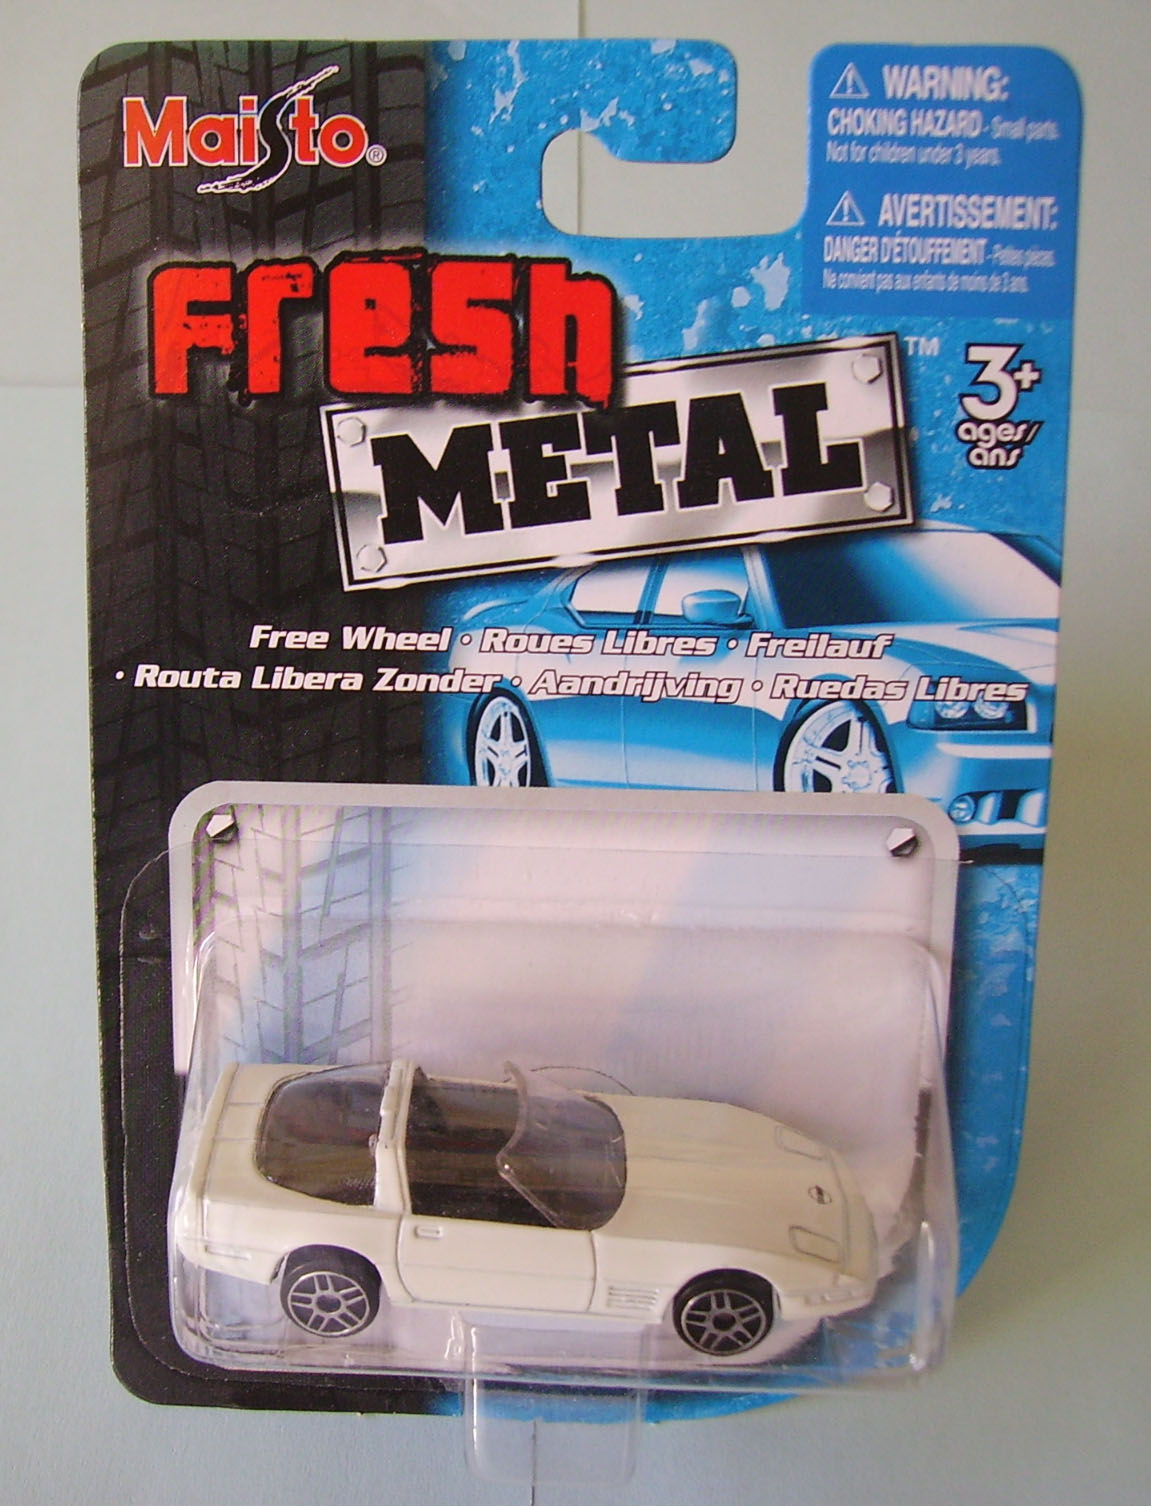 Maisto®
WARNING:
CHOKING HAZARD - Small parts.
Not for children under 3 years.
AVERTISSEMENT:
DANGER D'ÉTOUFFEMENT - Petites pièces.
Ne convient pas aux enfants de moins de 3 ans.
Fresh
METAL™
3+
ages/
ans
Free Wheel • Roues Libres • Freilauf
• Routa Libera Zonder • Aandrijving • Ruedas Libres